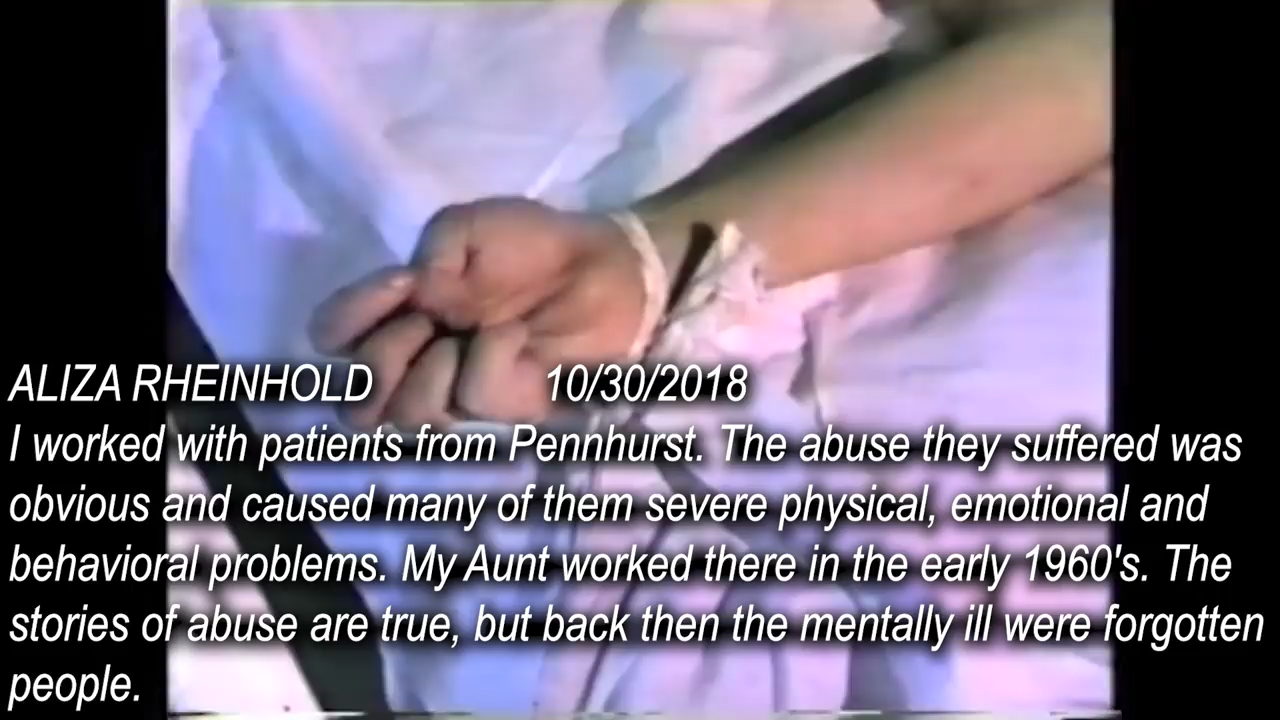 ALIZA RHEINHOLD 10/30/2018
I worked with patients from Pennhurst. The abuse they suffered was
obvious and caused many of them severe physical, emotional and
behavioral problems. My Aunt worked there in the early 1960's. The
stories of abuse are true, but back then the mentally ill were forgotten
people.